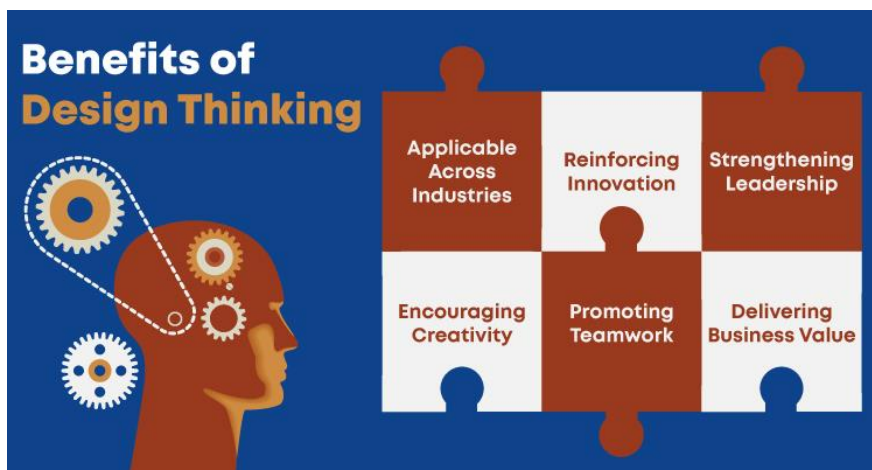 Benefits of
Design Thinking
Applicable
Across
Industries
Reinforcing
Innovation
Strengthening
Leadership
Encouraging
Creativity
Promoting
Teamwork
Delivering
Business Value